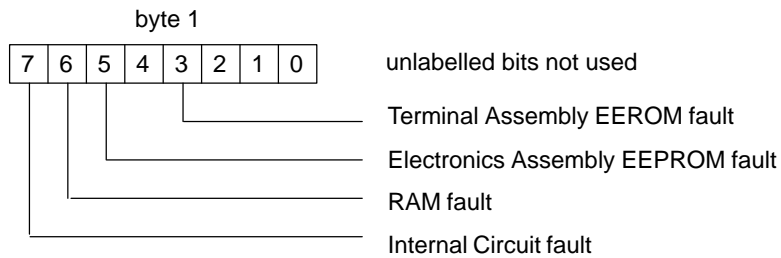 byte 1
7 6 5 4 3 2 1 0 unlabelled bits not used
Terminal Assembly EEROM fault
Electronics Assembly EEPROM fault
RAM fault
Internal Circuit fault